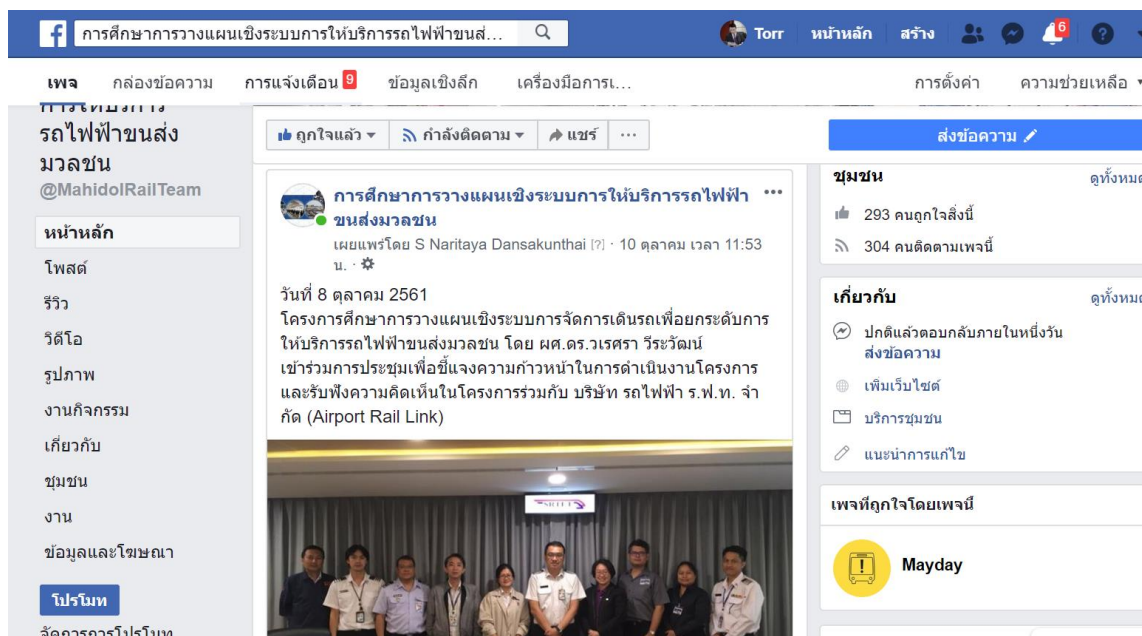 การศึกษาการวางแผนเชิงระบบการให้บริการรถไฟฟ้าขนส่...
Torr
หน้าหลัก
สร้าง
6
เพจ
กล่องข้อความ
การแจ้งเตือน 9
ข้อมูลเชิงลึก
เครื่องมือการเ...
การตั้งค่า
ความช่วยเหลือ
การให้บริการ
รถไฟฟ้าขนส่ง
มวลชน
@MahidolRailTeam
หน้าหลัก
โพสต์
รีวิว
วิดีโอ
รูปภาพ
งานกิจกรรม
เกี่ยวกับ
ชุมชน
งาน
ข้อมูลและโฆษณา
โปรโมท
จัดการการโปรโมท
ถูกใจแล้ว
กำลังติดตาม
แชร์
...
ส่งข้อความ
การศึกษาการวางแผนเชิงระบบการให้บริการรถไฟฟ้า
ขนส่งมวลชน
เผยแพร่โดย S Naritaya Dansakunthai [?] · 10 ตุลาคม เวลา 11:53
น. ·
วันที่ 8 ตุลาคม 2561
โครงการศึกษาการวางแผนเชิงระบบการจัดการเดินรถเพื่อยกระดับการ
ให้บริการรถไฟฟ้าขนส่งมวลชน โดย ผศ.ดร.วเรศรา วีระวัฒน์
เข้าร่วมการประชุมเพื่อชี้แจงความก้าวหน้าในการดำเนินงานโครงการ
และรับฟังความคิดเห็นในโครงการร่วมกับ บริษัท รถไฟฟ้า ร.ฟ.ท. จำ
กัด (Airport Rail Link)
ชุมชน
ดูทั้งหมด
293 คนถูกใจสิ่งนี้
304 คนติดตามเพจนี้
เกี่ยวกับ
ดูทั้งหมด
ปกติแล้วตอบกลับภายในหนึ่งวัน
ส่งข้อความ
เพิ่มเว็บไซต์
บริการชุมชน
แนะนำการแก้ไข
เพจที่ถูกใจโดยเพจนี้
Mayday